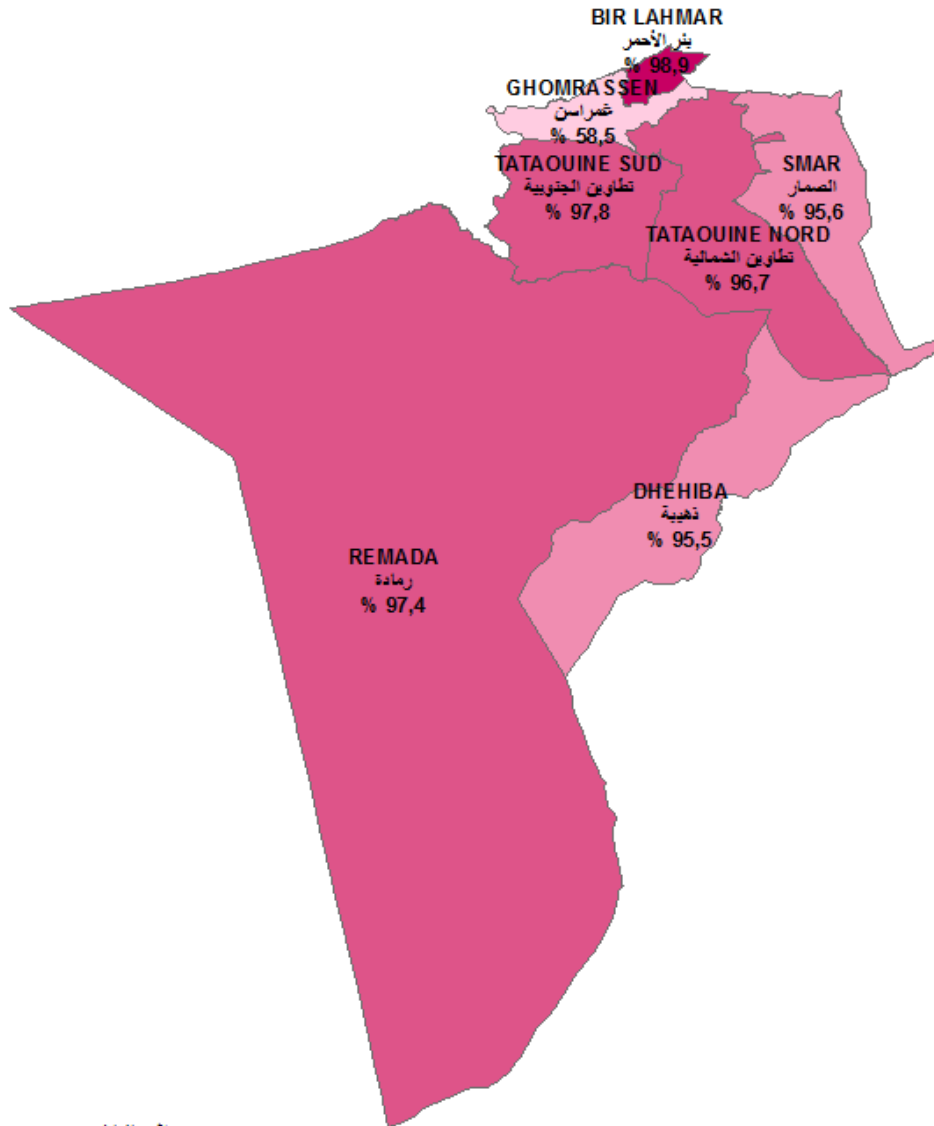 BIR LAHMAR
بئر الأحمر
% 98,9
GHOMRASSEN
غمراسن
% 58,5
TATAOUINE SUD
تطاوين الجنوبية
% 97,8
SMAR
الصمار
% 95,6
TATAOUINE NORD
تطاوين الشمالية
% 96,7
DHEHIBA
ذهيبة
% 95,5
REMADA
رمادة
% 97,4